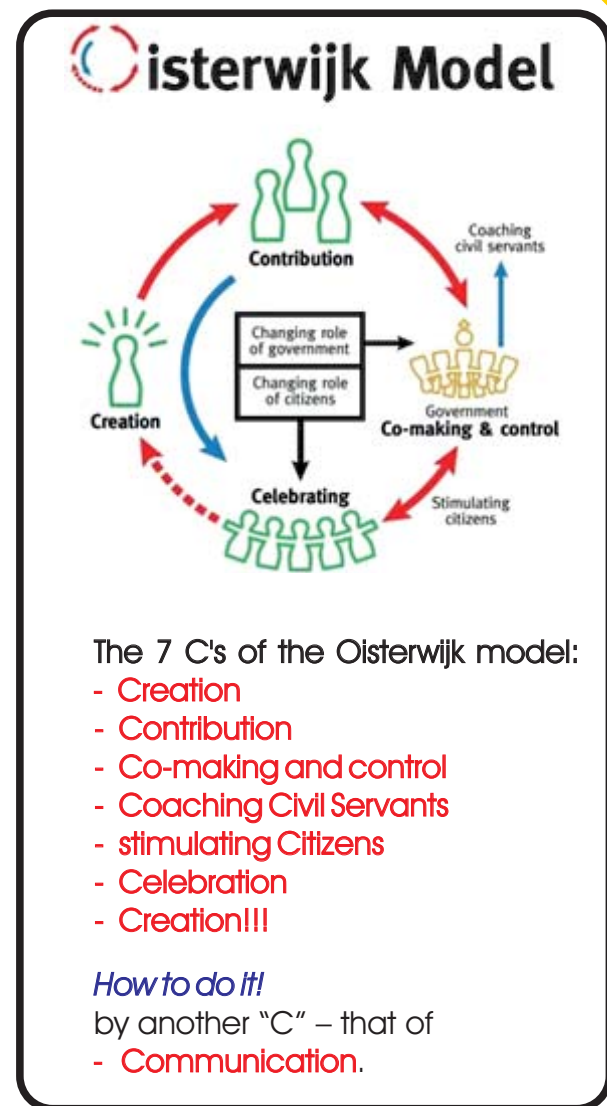 Oisterwijk Model
Contribution
Coaching
civil servants
Changing role
of government
Changing role
of citizens
Creation
Government
Co-making & control
Celebrating
Stimulating
citizens
The 7 C's of the Oisterwijk model:
- Creation
- Contribution
- Co-making and control
- Coaching Civil Servants
- stimulating Citizens
- Celebration
- Creation!!!
How to do it!
by another “C” – that of
- Communication.